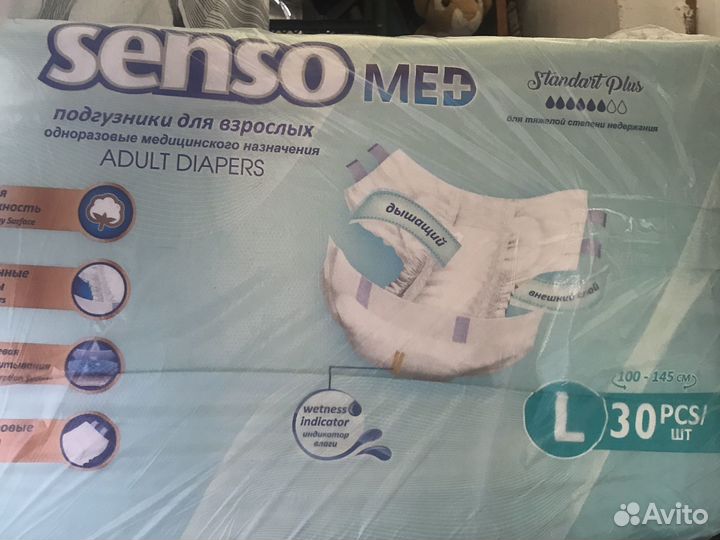 senso MED
Standart Plus
подгузники для взрослых
для тяжелой степени недержания
одноразовые медицинского назначения
ADULT DIAPERS
дышащий
внешний слой
Surface
100 - 145 см
L 30 PCS/
ШТ
wetness
indicator
индикатор
влаги
Avito